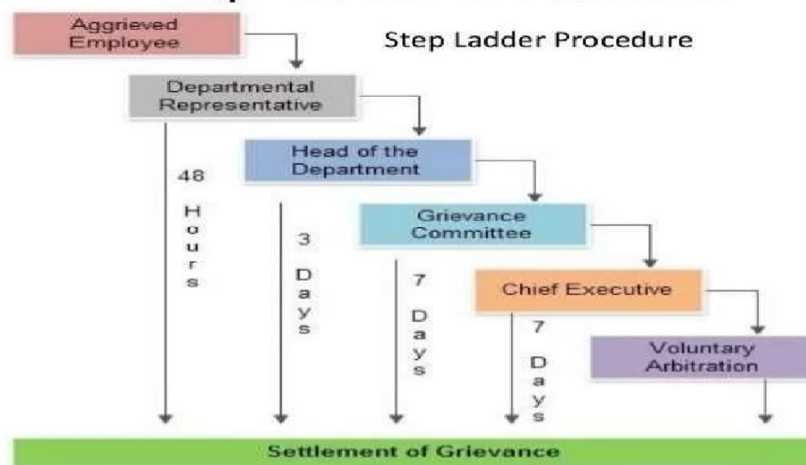 Aggrieved
Employee
Step Ladder Procedure
Departmental
Representative
Head of the
Department
48
Hours
Grievance
Committee
3
Days
Chief Executive
7
Days
7
Days
Voluntary
Arbitration
Settlement of Grievance